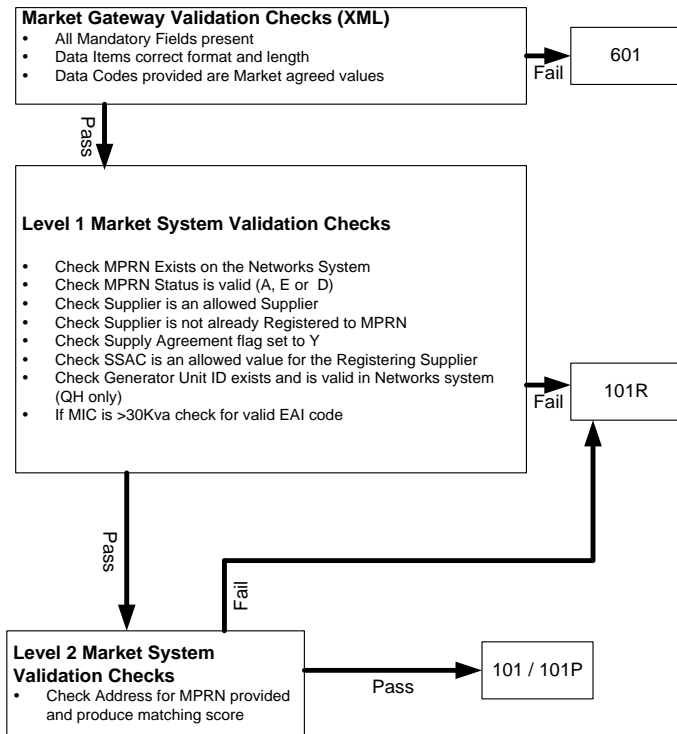 Market Gateway Validation Checks (XML)
• All Mandatory Fields present
• Data Items correct format and length
• Data Codes provided are Market agreed values
Fail
601
Pass
Level 1 Market System Validation Checks
• Check MPRN Exists on the Networks System
• Check MPRN Status is valid (A, E or D)
• Check Supplier is an allowed Supplier
• Check Supplier is not already Registered to MPRN
• Check Supply Agreement flag set to Y
• Check SSAC is an allowed value for the Registering Supplier
• Check Generator Unit ID exists and is valid in Networks system
(QH only)
• If MIC is >30Kva check for valid EAI code
Fail
101R
Pass
Fail
Level 2 Market System
Validation Checks
• Check Address for MPRN provided
and produce matching score
Pass
101 / 101P